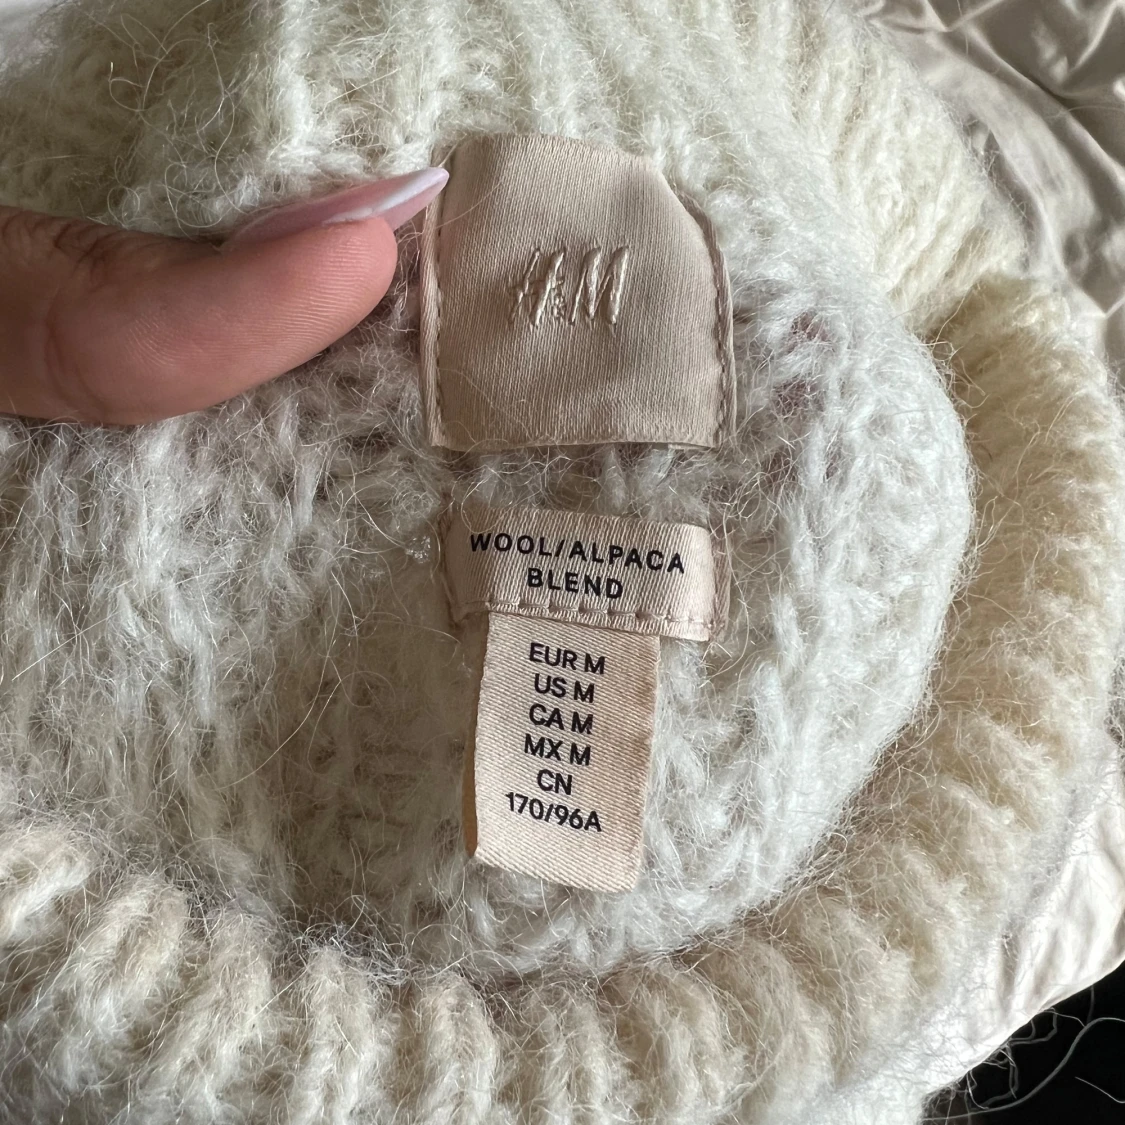 H&M
WOOL/ALPACA
BLEND
EUR M
US M
CA M
MX M
CN
170/96A